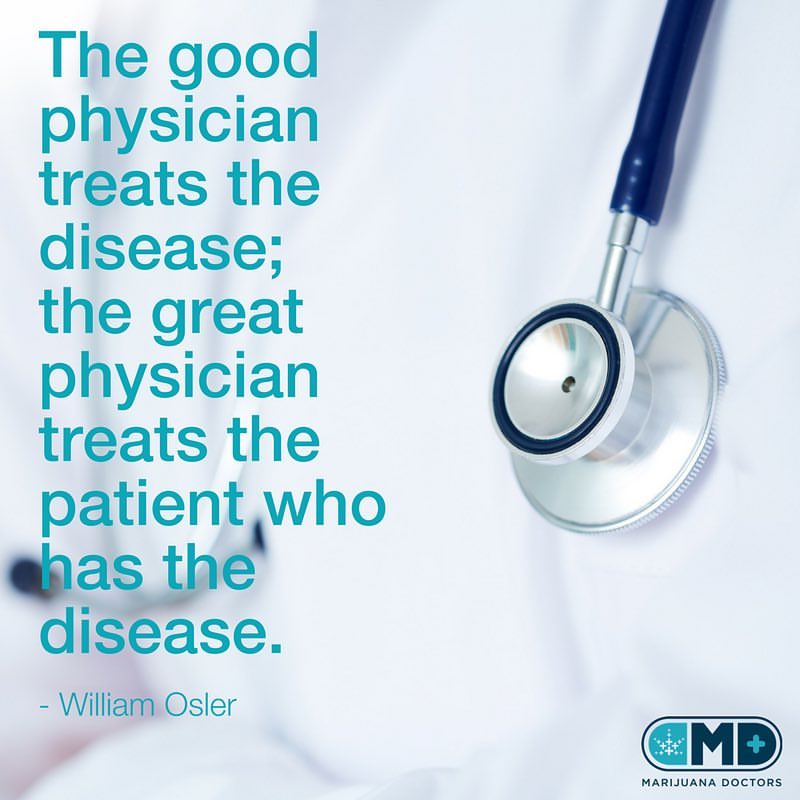 The good
physician
treats the
disease;
the great
physician
treats the
patient who
has the
disease.
- William Osler
MD
MARIJUANA DOCTORS